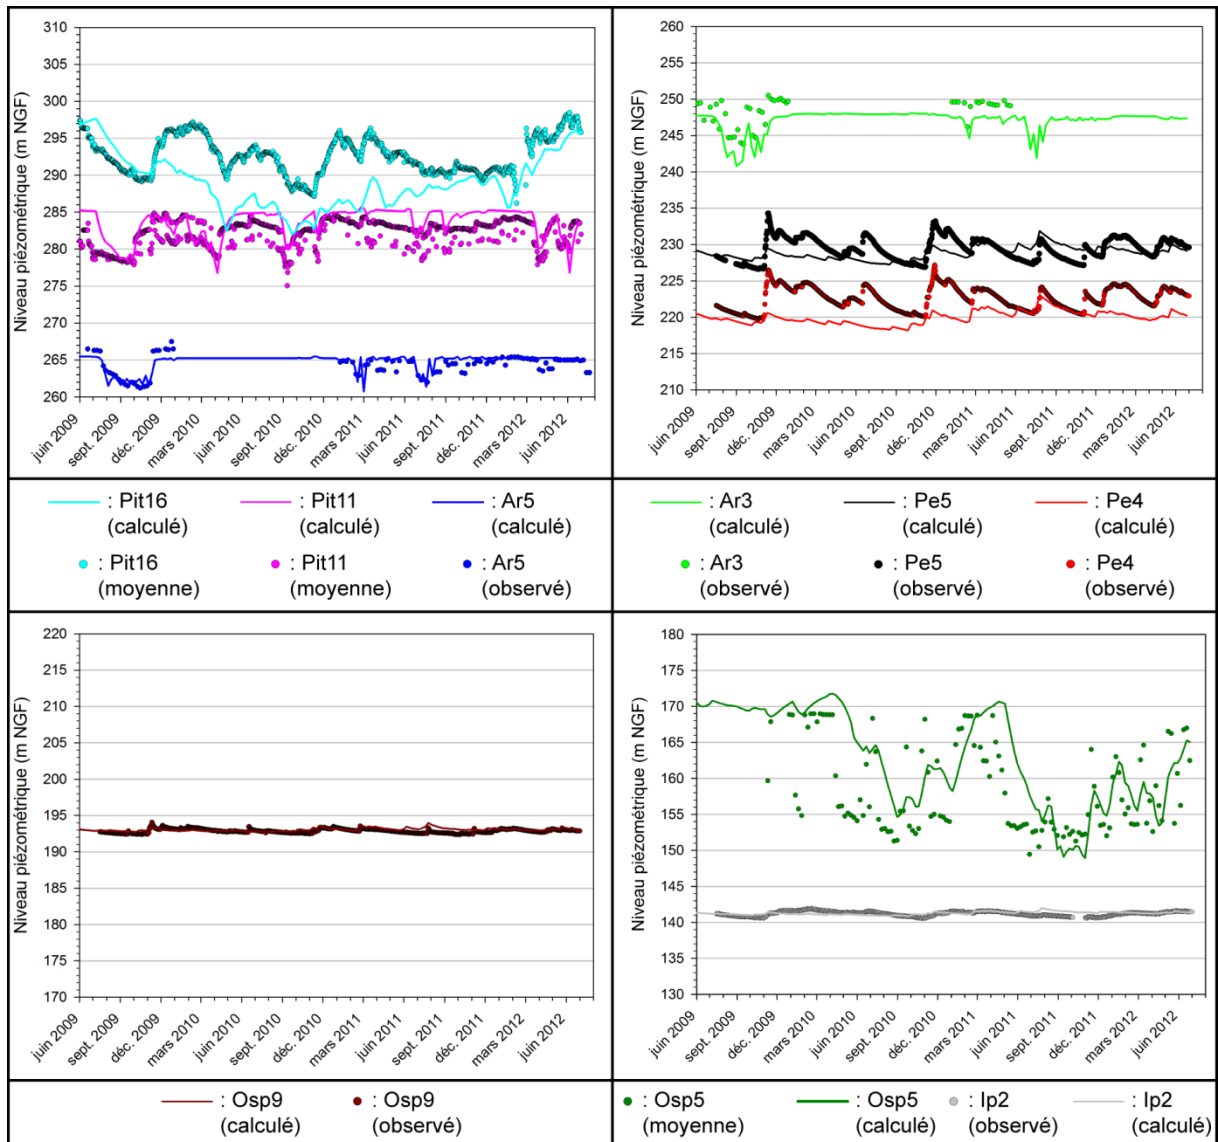 Niveau piézométrique (m NGF)
310
305
300
295
290
285
280
275
270
265
260
juin 2009
sept. 2009
déc. 2009
mars 2010
juin 2010
sept. 2010
déc. 2010
mars 2011
juin 2011
sept. 2011
déc. 2011
mars 2012
juin 2012
Niveau piézométrique (m NGF)
260
255
250
245
240
235
230
225
220
215
210
juin 2009
sept. 2009
déc. 2009
mars 2010
juin 2010
sept. 2010
déc. 2010
mars 2011
juin 2011
sept. 2011
déc. 2011
mars 2012
juin 2012
: Pit16 : Pit11 : Ar5
(calculé) (calculé) (calculé)
: Pit16 : Pit11 : Ar5
(moyenne) (moyenne) (observé)
: Ar3 : Pe5 : Pe4
(calculé) (calculé) (calculé)
: Ar3 : Pe5 : Pe4
(observé) (observé) (observé)
Niveau piézométrique (m NGF)
220
215
210
205
200
195
190
185
180
175
170
juin 2009
sept. 2009
déc. 2009
mars 2010
juin 2010
sept. 2010
déc. 2010
mars 2011
juin 2011
sept. 2011
déc. 2011
mars 2012
juin 2012
Niveau piézométrique (m NGF)
180
175
170
165
160
155
150
145
140
135
130
juin 2009
sept. 2009
déc. 2009
mars 2010
juin 2010
sept. 2010
déc. 2010
mars 2011
juin 2011
sept. 2011
déc. 2011
mars 2012
juin 2012
: Osp9 : Osp9
(calculé) (observé)
: Osp5 : Osp5 : Ip2 : Ip2
(moyenne) (calculé) (observé) (calculé)